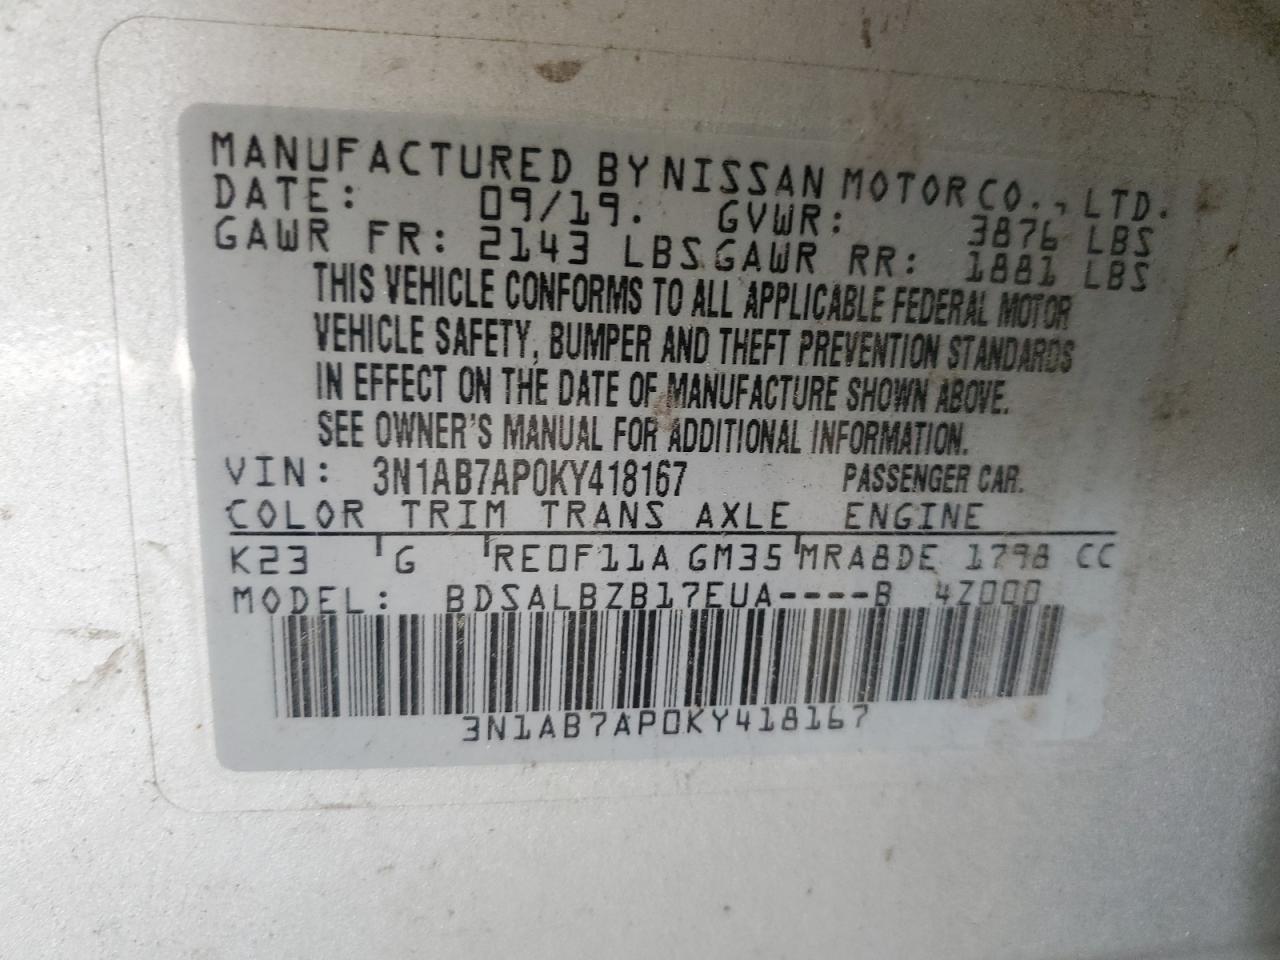 MANUFACTURED BY NISSAN MOTOR CO., LTD.
DATE: 09/19. GVWR: 3876 LBS
GAWR FR: 2143 LBS GAWR RR: 1881 LBS
THIS VEHICLE CONFORMS TO ALL APPLICABLE FEDERAL MOTOR
VEHICLE SAFETY, BUMPER AND THEFT PREVENTION STANDARDS
IN EFFECT ON THE DATE OF MANUFACTURE SHOWN ABOVE.
SEE OWNER'S MANUAL FOR ADDITIONAL INFORMATION.
VIN: 3N1AB7AP0KY418167 PASSENGER CAR.
COLOR TRIM TRANS AXLE ENGINE
K23 G RE0F11A GM35 MRA8DE 1798 CC
MODEL: BDSALBZB17EUA----B 4Z000
3N1AB7AP0KY418167